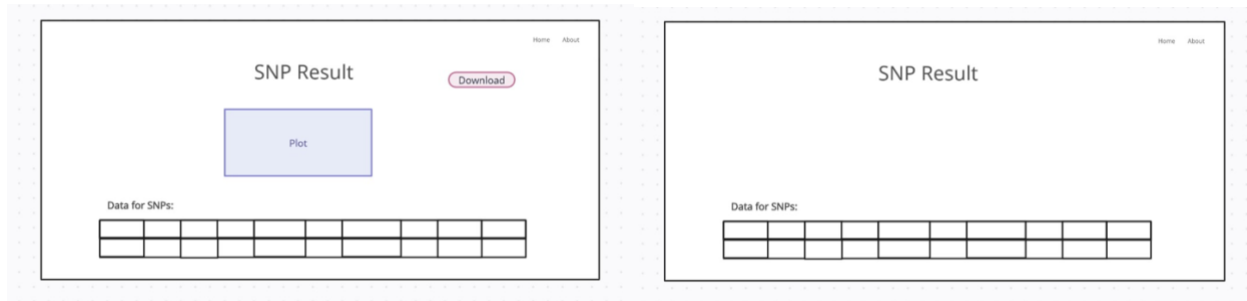 Home About
SNP Result
Download
Plot
Data for SNPs:
Home About
SNP Result
Data for SNPs: